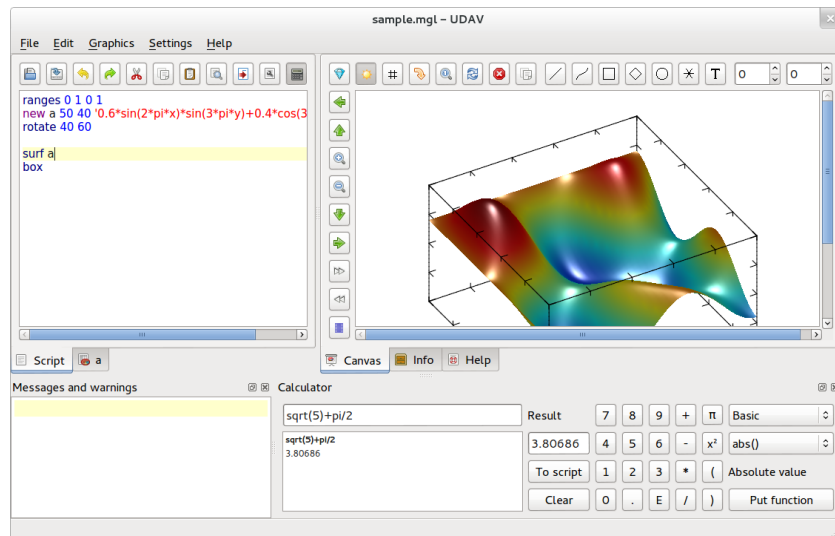 sample.mgl – UDAV
File Edit Graphics Settings Help
T 0 0
ranges 0 1 0 1
new a 50 40 '0.6*sin(2*pi*x)*sin(3*pi*y)+0.4*cos(3
rotate 40 60
surf a
box
Script a
Canvas Info Help
Messages and warnings
Calculator
sqrt(5)+pi/2 Result 7 8 9 + π Basic
sqrt(5)+pi/2
3.80686
3.80686 4 5 6 - x² abs()
To script 1 2 3 * ( Absolute value
Clear 0 . E / ) Put function